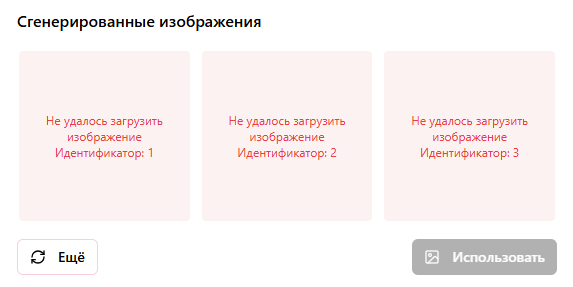 Сгенерированные изображения
Не удалось загрузить
изображение
Идентификатор: 1
Не удалось загрузить
изображение
Идентификатор: 2
Не удалось загрузить
изображение
Идентификатор: 3
Ещё
Использовать